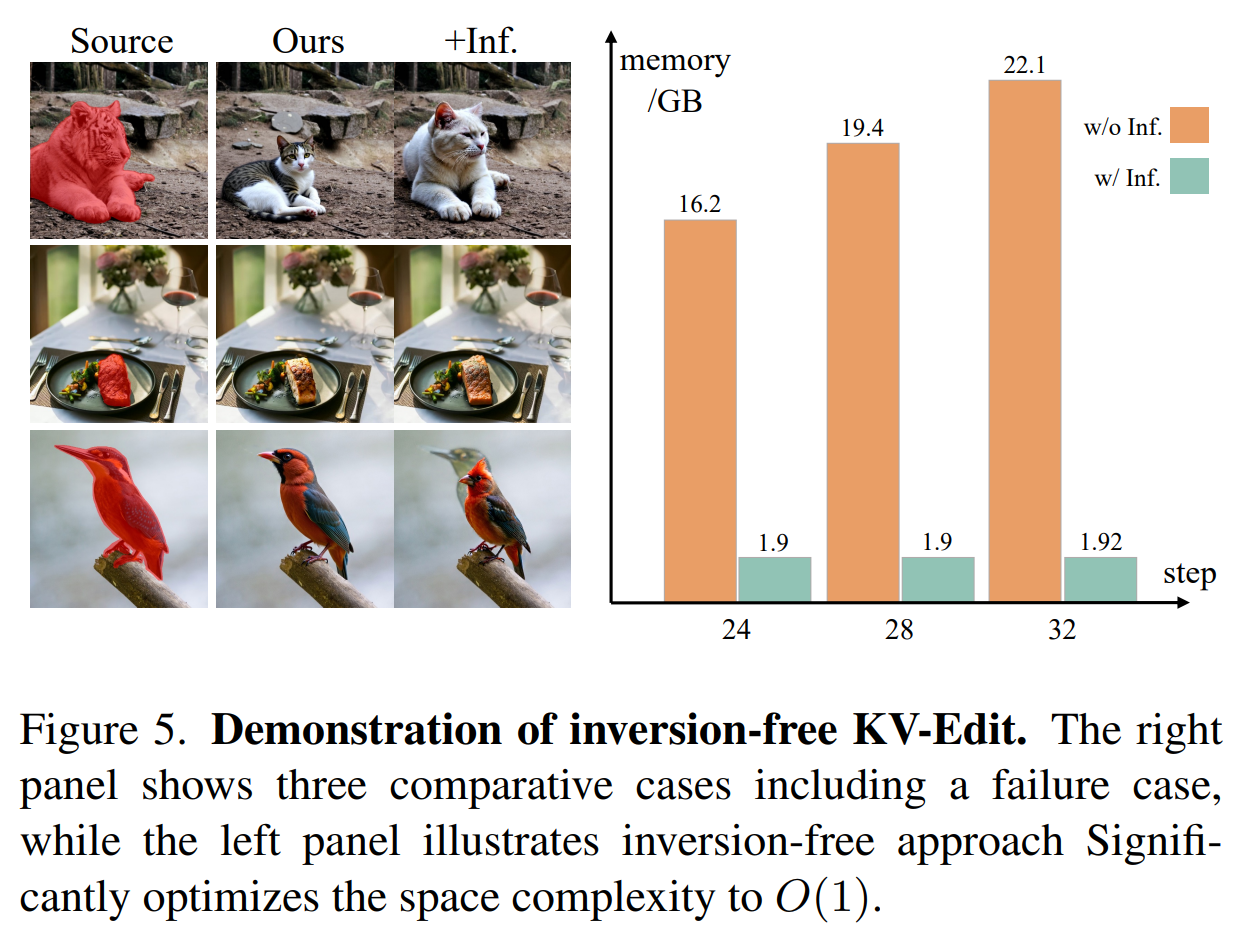 Source Ours +Inf.
memory
/GB
22.1
19.4
16.2
w/o Inf.
w/ Inf.
1.9
1.9
1.92
step
24 28 32
Figure 5. Demonstration of inversion-free KV-Edit. The right
panel shows three comparative cases including a failure case,
while the left panel illustrates inversion-free approach Signifi-
cantly optimizes the space complexity to O(1).